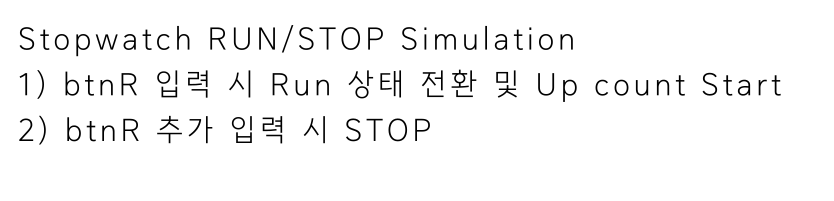 Stopwatch RUN/STOP Simulation
1) btnR 입력 시 Run 상태 전환 및 Up count Start
2) btnR 추가 입력 시 STOP